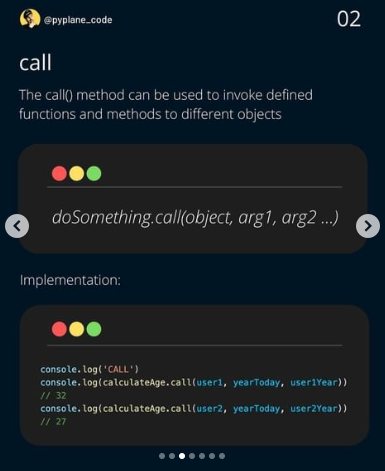 @pyplane_code
02
call
The call() method can be used to invoke defined
functions and methods to different objects
doSomething.call(object, arg1, arg2 ...)
Implementation:
console.log('CALL')
console.log(calculateAge.call(user1, yearToday, user1Year))
// 32
console.log(calculateAge.call(user2, yearToday, user2Year))
// 27